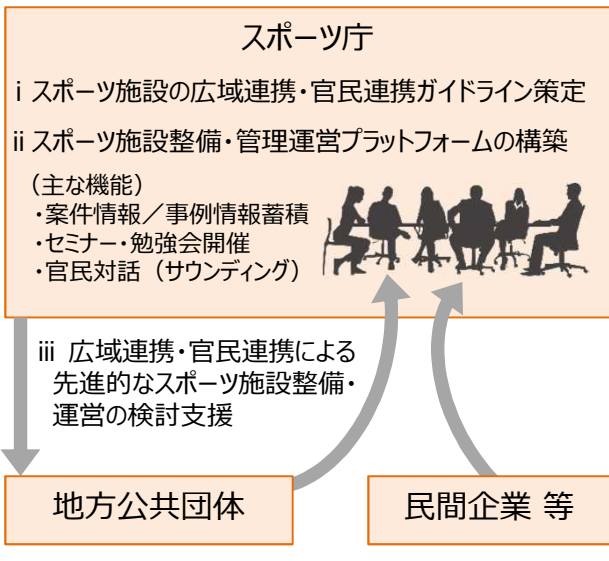 スポーツ庁
ⅰ スポーツ施設の広域連携・官民連携ガイドライン策定
ⅱ スポーツ施設整備・管理運営プラットフォームの構築
（主な機能）
・案件情報／事例情報蓄積
・セミナー・勉強会開催
・官民対話（サウンディング）
ⅲ 広域連携・官民連携による
先進的なスポーツ施設整備・
運営の検討支援
地方公共団体
民間企業 等